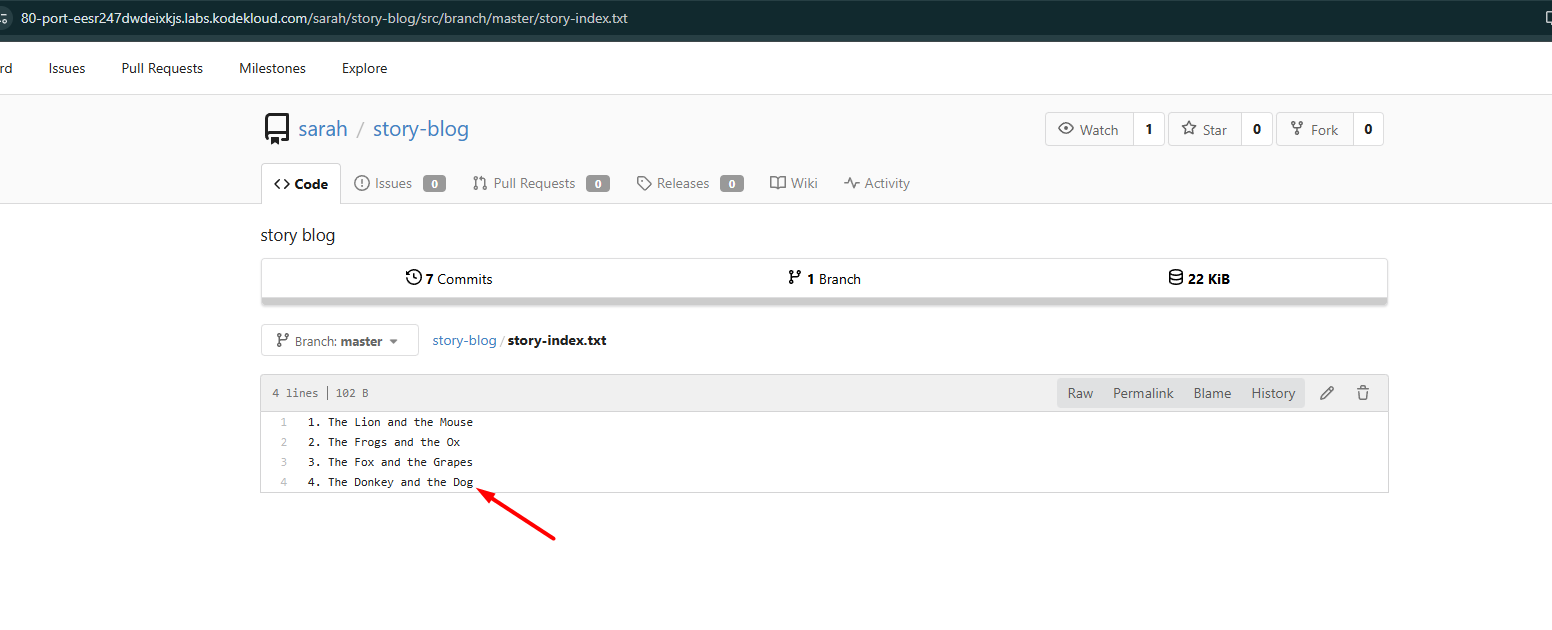 80-port-eesr247dwdeixkjs.labs.kodekloud.com/sarah/story-blog/src/branch/master/story-index.txt
rd Issues Pull Requests Milestones Explore
sarah / story-blog Watch 1 Star 0 Fork 0
Code Issues 0 Pull Requests 0 Releases 0 Wiki Activity
story blog
7 Commits 1 Branch 22 KiB
Branch: master story-blog / story-index.txt
4 lines | 102 B Raw Permalink Blame History
1 1. The Lion and the Mouse
2 2. The Frogs and the Ox
3 3. The Fox and the Grapes
4 4. The Donkey and the Dog